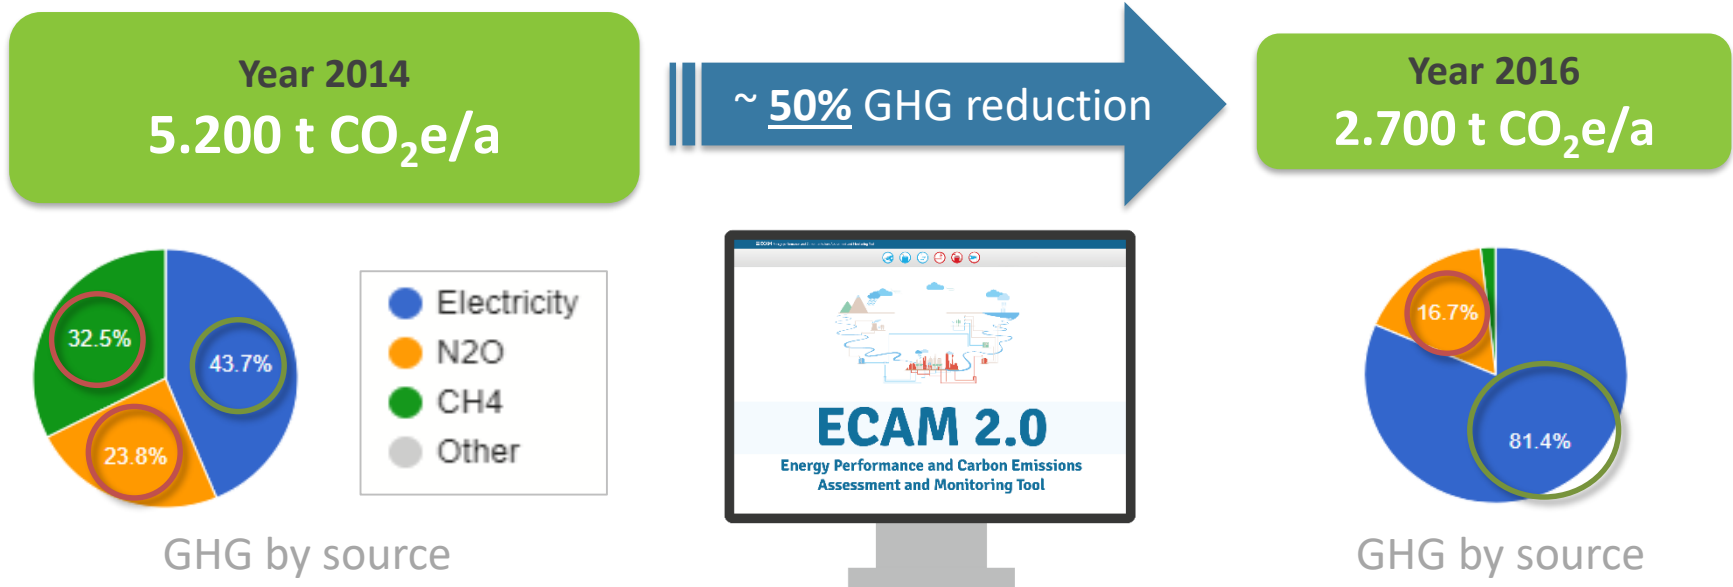 Year 2014
5.200 t CO₂e/a
~ 50% GHG reduction
Year 2016
2.700 t CO₂e/a
32.5%
43.7%
23.8%
Electricity
N2O
CH4
Other
GHG by source
ECAM 2.0
Energy Performance and Carbon Emissions
Assessment and Monitoring Tool
16.7%
81.4%
GHG by source